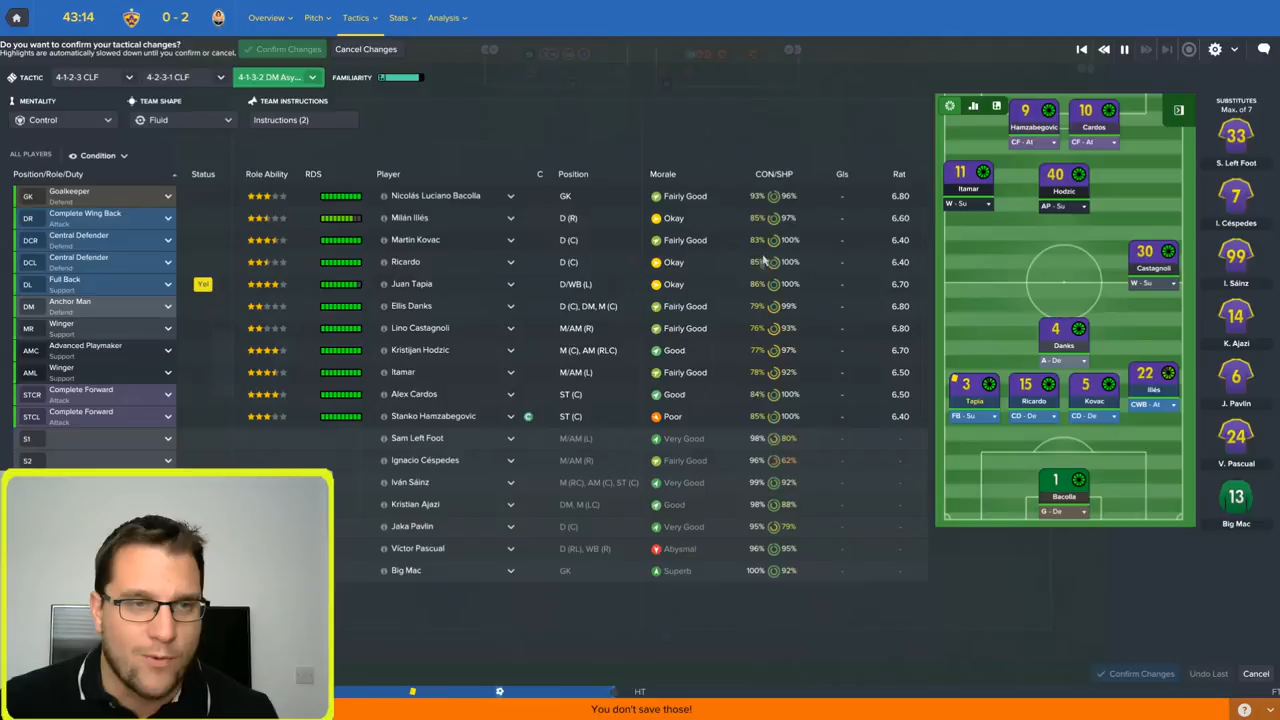 43:14
0 - 2
Overview
Pitch
Tactics
Stats
Analysis
Do you want to confirm your tactical changes?
Highlights are automatically slowed down until you confirm or cancel.
Confirm Changes
Cancel Changes
TACTIC
4-1-2-3 CLF
4-2-3-1 CLF
4-1-3-2 DM Asy...
FAMILIARITY
MENTALITY
TEAM SHAPE
TEAM INSTRUCTIONS
Control
Fluid
Instructions (2)
ALL PLAYERS
Condition
Position/Role/Duty
Status
Role Ability
RDS
Player
C
Position
Morale
CON/SHP
Gls
Rat
GK Goalkeeper Defend Nicolás Luciano Bacolla GK Fairly Good 93% 96% - 6.80
DR Complete Wing Back Attack Milán Illés D (R) Okay 85% 97% - 6.60
DCR Central Defender Defend Martin Kovac D (C) Fairly Good 83% 100% - 6.40
DCL Central Defender Defend Ricardo D (C) Okay 85% 100% - 6.40
DL Full Back Support Yel Juan Tapia D/WB (L) Okay 86% 100% - 6.70
DM Anchor Man Defend Ellis Danks D (C), DM, M (C) Fairly Good 79% 99% - 6.80
MR Winger Support Lino Castagnoli M/AM (R) Fairly Good 76% 93% - 6.80
AMC Advanced Playmaker Support Kristijan Hodzic M (C), AM (RLC) Good 77% 97% - 6.70
AML Winger Support Itamar M/AM (L) Fairly Good 78% 92% - 6.50
STCR Complete Forward Attack Alex Cardos ST (C) Good 84% 100% - 6.50
STCL Complete Forward Attack Stanko Hamzabegovic C ST (C) Poor 85% 100% - 6.40
S1 Sam Left Foot M/AM (L) Very Good 98% 80% - -
S2 Ignacio Céspedes M/AM (R) Fairly Good 96% 62% - -
Iván Sáinz M (RC), AM (C), ST (C) Very Good 99% 92% - -
Kristian Ajazi DM, M (LC) Good 98% 88% - -
Jaka Pavlin D (C) Very Good 95% 79% - -
Víctor Pascual D (RL), WB (R) Abysmal 96% 95% - -
Big Mac GK Superb 100% 92% - -
9
Hamzabegovic
CF - At
10
Cardos
CF - At
11
Itamar
W - Su
40
Hodzic
AP - Su
30
Castagnoli
W - Su
4
Danks
A - De
3
Tapia
FB - Su
15
Ricardo
CD - De
5
Kovac
CD - De
22
Illés
CWB - At
1
Bacolla
G - De
SUBSTITUTES
Max. of 7
33
S. Left Foot
7
I. Céspedes
99
I. Sáinz
14
K. Ajazi
6
J. Pavlin
24
V. Pascual
13
Big Mac
Confirm Changes
Undo Last
Cancel
HT
FT
You don't save those!